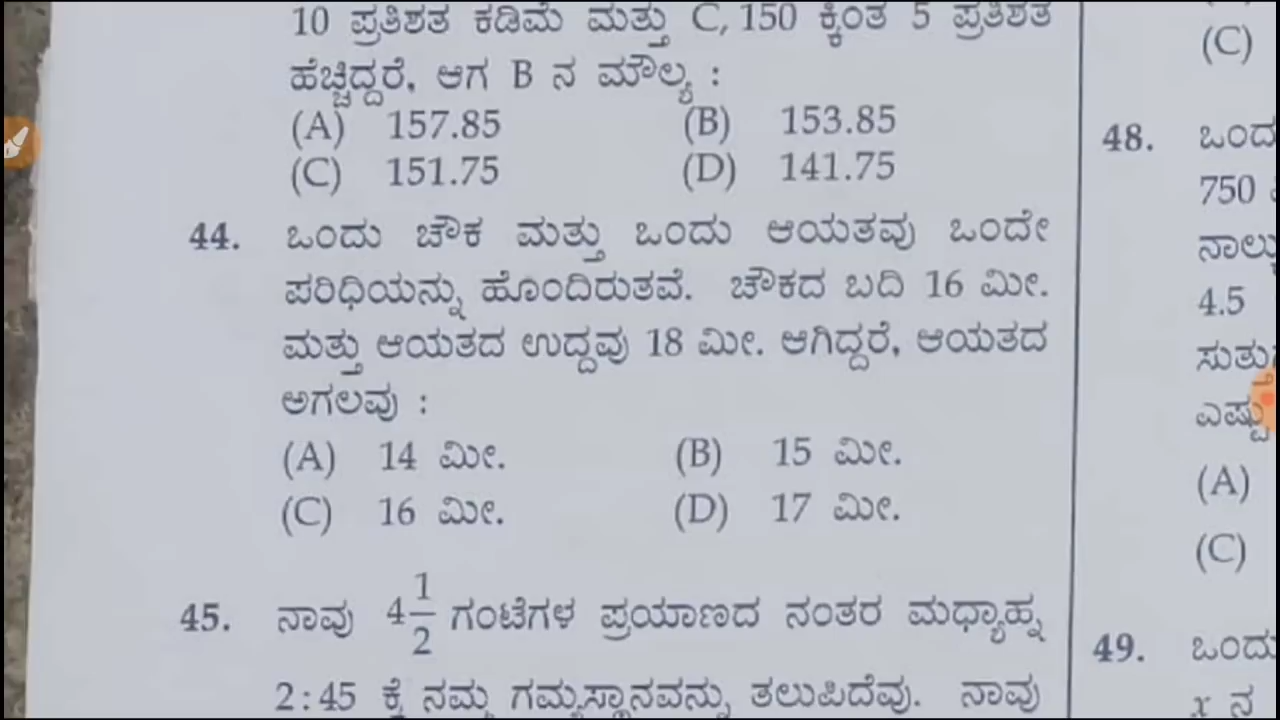 10 ಪ್ರತಿಶತ ಕಡಿಮೆ ಮತ್ತು C, 150 ಕ್ಕಿಂತ 5 ಪ್ರತಿಶತ
ಹೆಚ್ಚಿದ್ದರೆ, ಆಗ B ನ ಮೌಲ್ಯ :
(A) 157.85 (B) 153.85
(C) 151.75 (D) 141.75
44. ಒಂದು ಚೌಕ ಮತ್ತು ಒಂದು ಆಯತವು ಒಂದೇ
ಪರಿಧಿಯನ್ನು ಹೊಂದಿರುತವೆ. ಚೌಕದ ಬದಿ 16 ಮೀ.
ಮತ್ತು ಆಯತದ ಉದ್ದವು 18 ಮೀ. ಆಗಿದ್ದರೆ, ಆಯತದ
ಅಗಲವು :
(A) 14 ಮೀ. (B) 15 ಮೀ.
(C) 16 ಮೀ. (D) 17 ಮೀ.
45. ನಾವು 4 1/2 ಗಂಟೆಗಳ ಪ್ರಯಾಣದ ನಂತರ ಮಧ್ಯಾಹ್ನ
2:45 ಕ್ಕೆ ನಮ್ಮ ಗಮ್ಯಸ್ಥಾನವನ್ನು ತಲುಪಿದೆವು. ನಾವು
(C)
48.
750
4.5
(A)
(C)
49.
x ನ